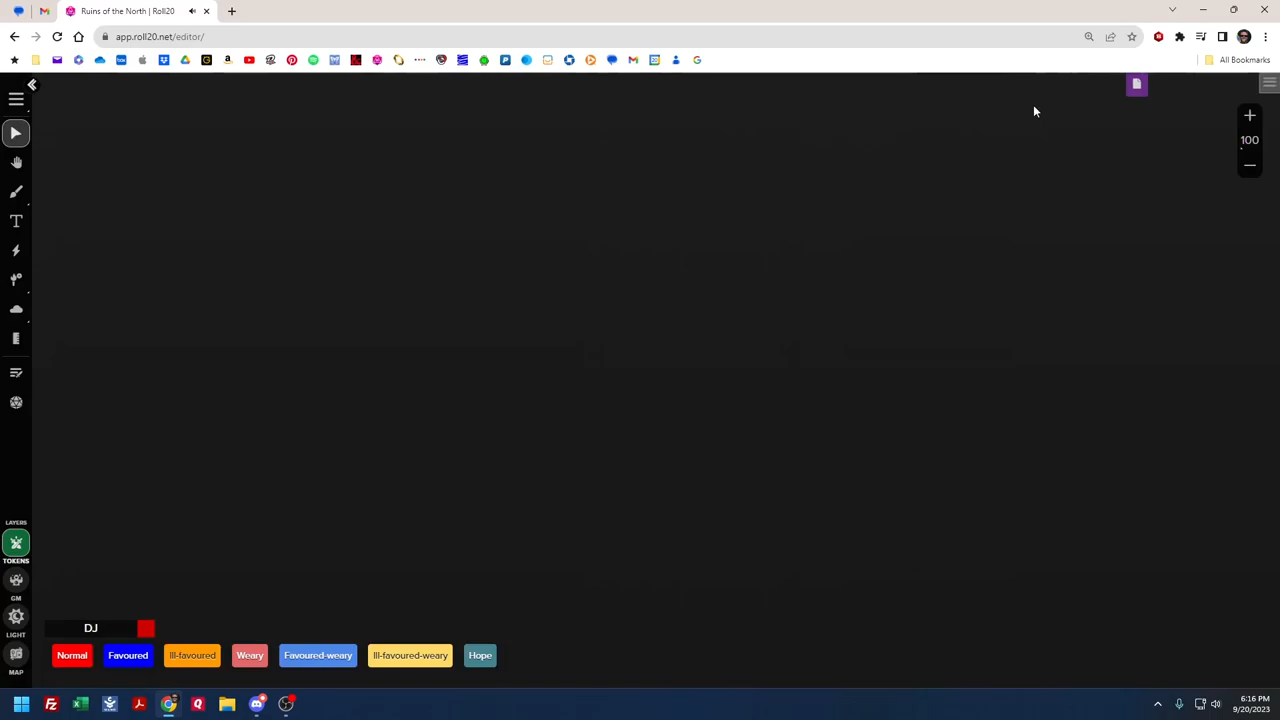 Ruins of the North | Roll20
app.roll20.net/editor/
All Bookmarks
100
LAYERS
TOKENS
GM
LIGHT
MAP
DJ
Normal
Favoured
Ill-favoured
Weary
Favoured-weary
Ill-favoured-weary
Hope
6:16 PM
9/20/2023